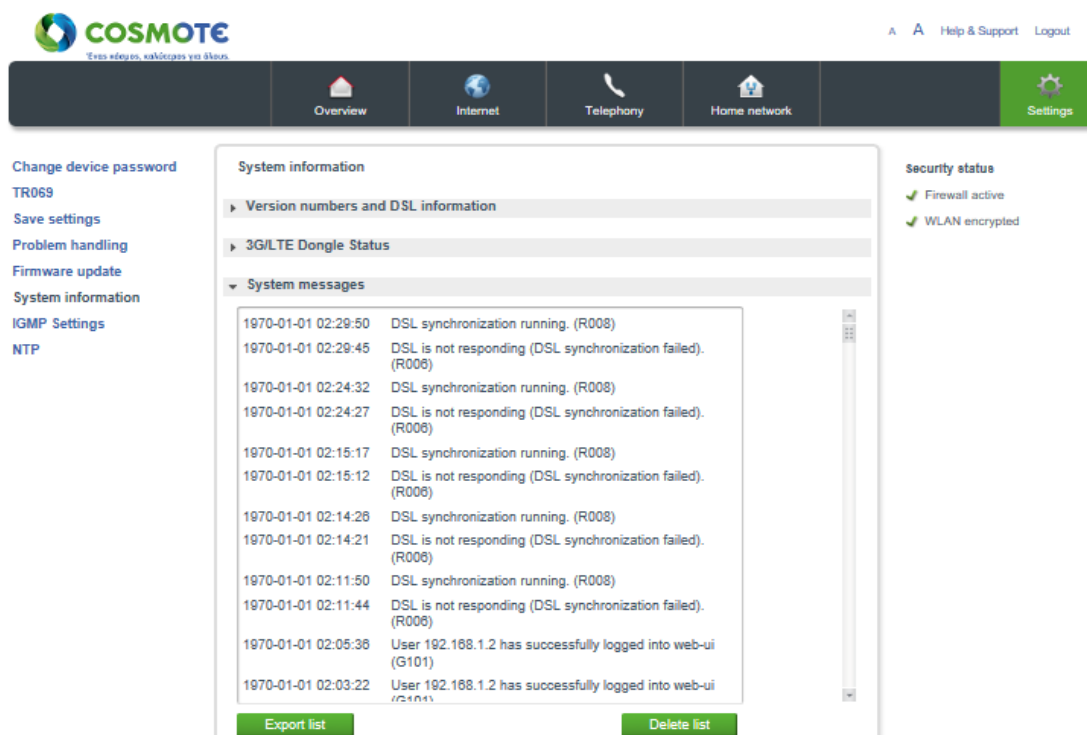 COSMOTE
Ένας κόσμος, καλύτερος για όλους.
A A Help & Support Logout
Overview Internet Telephony Home network Settings
Change device password
TR069
Save settings
Problem handling
Firmware update
System information
IGMP Settings
NTP
System information
Version numbers and DSL information
3G/LTE Dongle Status
System messages
1970-01-01 02:29:50 DSL synchronization running. (R008)
1970-01-01 02:29:45 DSL is not responding (DSL synchronization failed).
(R006)
1970-01-01 02:24:32 DSL synchronization running. (R008)
1970-01-01 02:24:27 DSL is not responding (DSL synchronization failed).
(R006)
1970-01-01 02:15:17 DSL synchronization running. (R008)
1970-01-01 02:15:12 DSL is not responding (DSL synchronization failed).
(R006)
1970-01-01 02:14:26 DSL synchronization running. (R008)
1970-01-01 02:14:21 DSL is not responding (DSL synchronization failed).
(R006)
1970-01-01 02:11:50 DSL synchronization running. (R008)
1970-01-01 02:11:44 DSL is not responding (DSL synchronization failed).
(R006)
1970-01-01 02:05:36 User 192.168.1.2 has successfully logged into web-ui
(G101)
1970-01-01 02:03:22 User 192.168.1.2 has successfully logged into web-ui
(G101)
Export list Delete list
Security status
Firewall active
WLAN encrypted